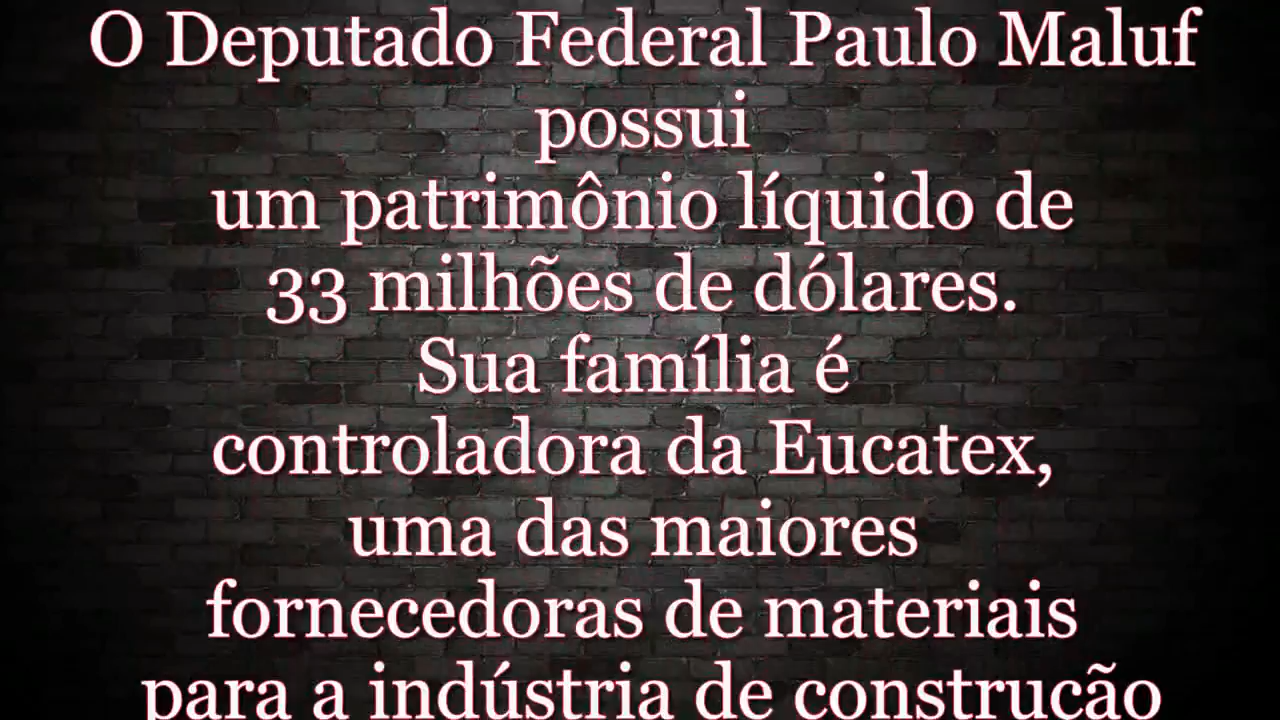 O Deputado Federal Paulo Maluf
possui
um patrimônio líquido de
33 milhões de dólares.
Sua família é
controladora da Eucatex,
uma das maiores
fornecedoras de materiais
para a indústria de construção